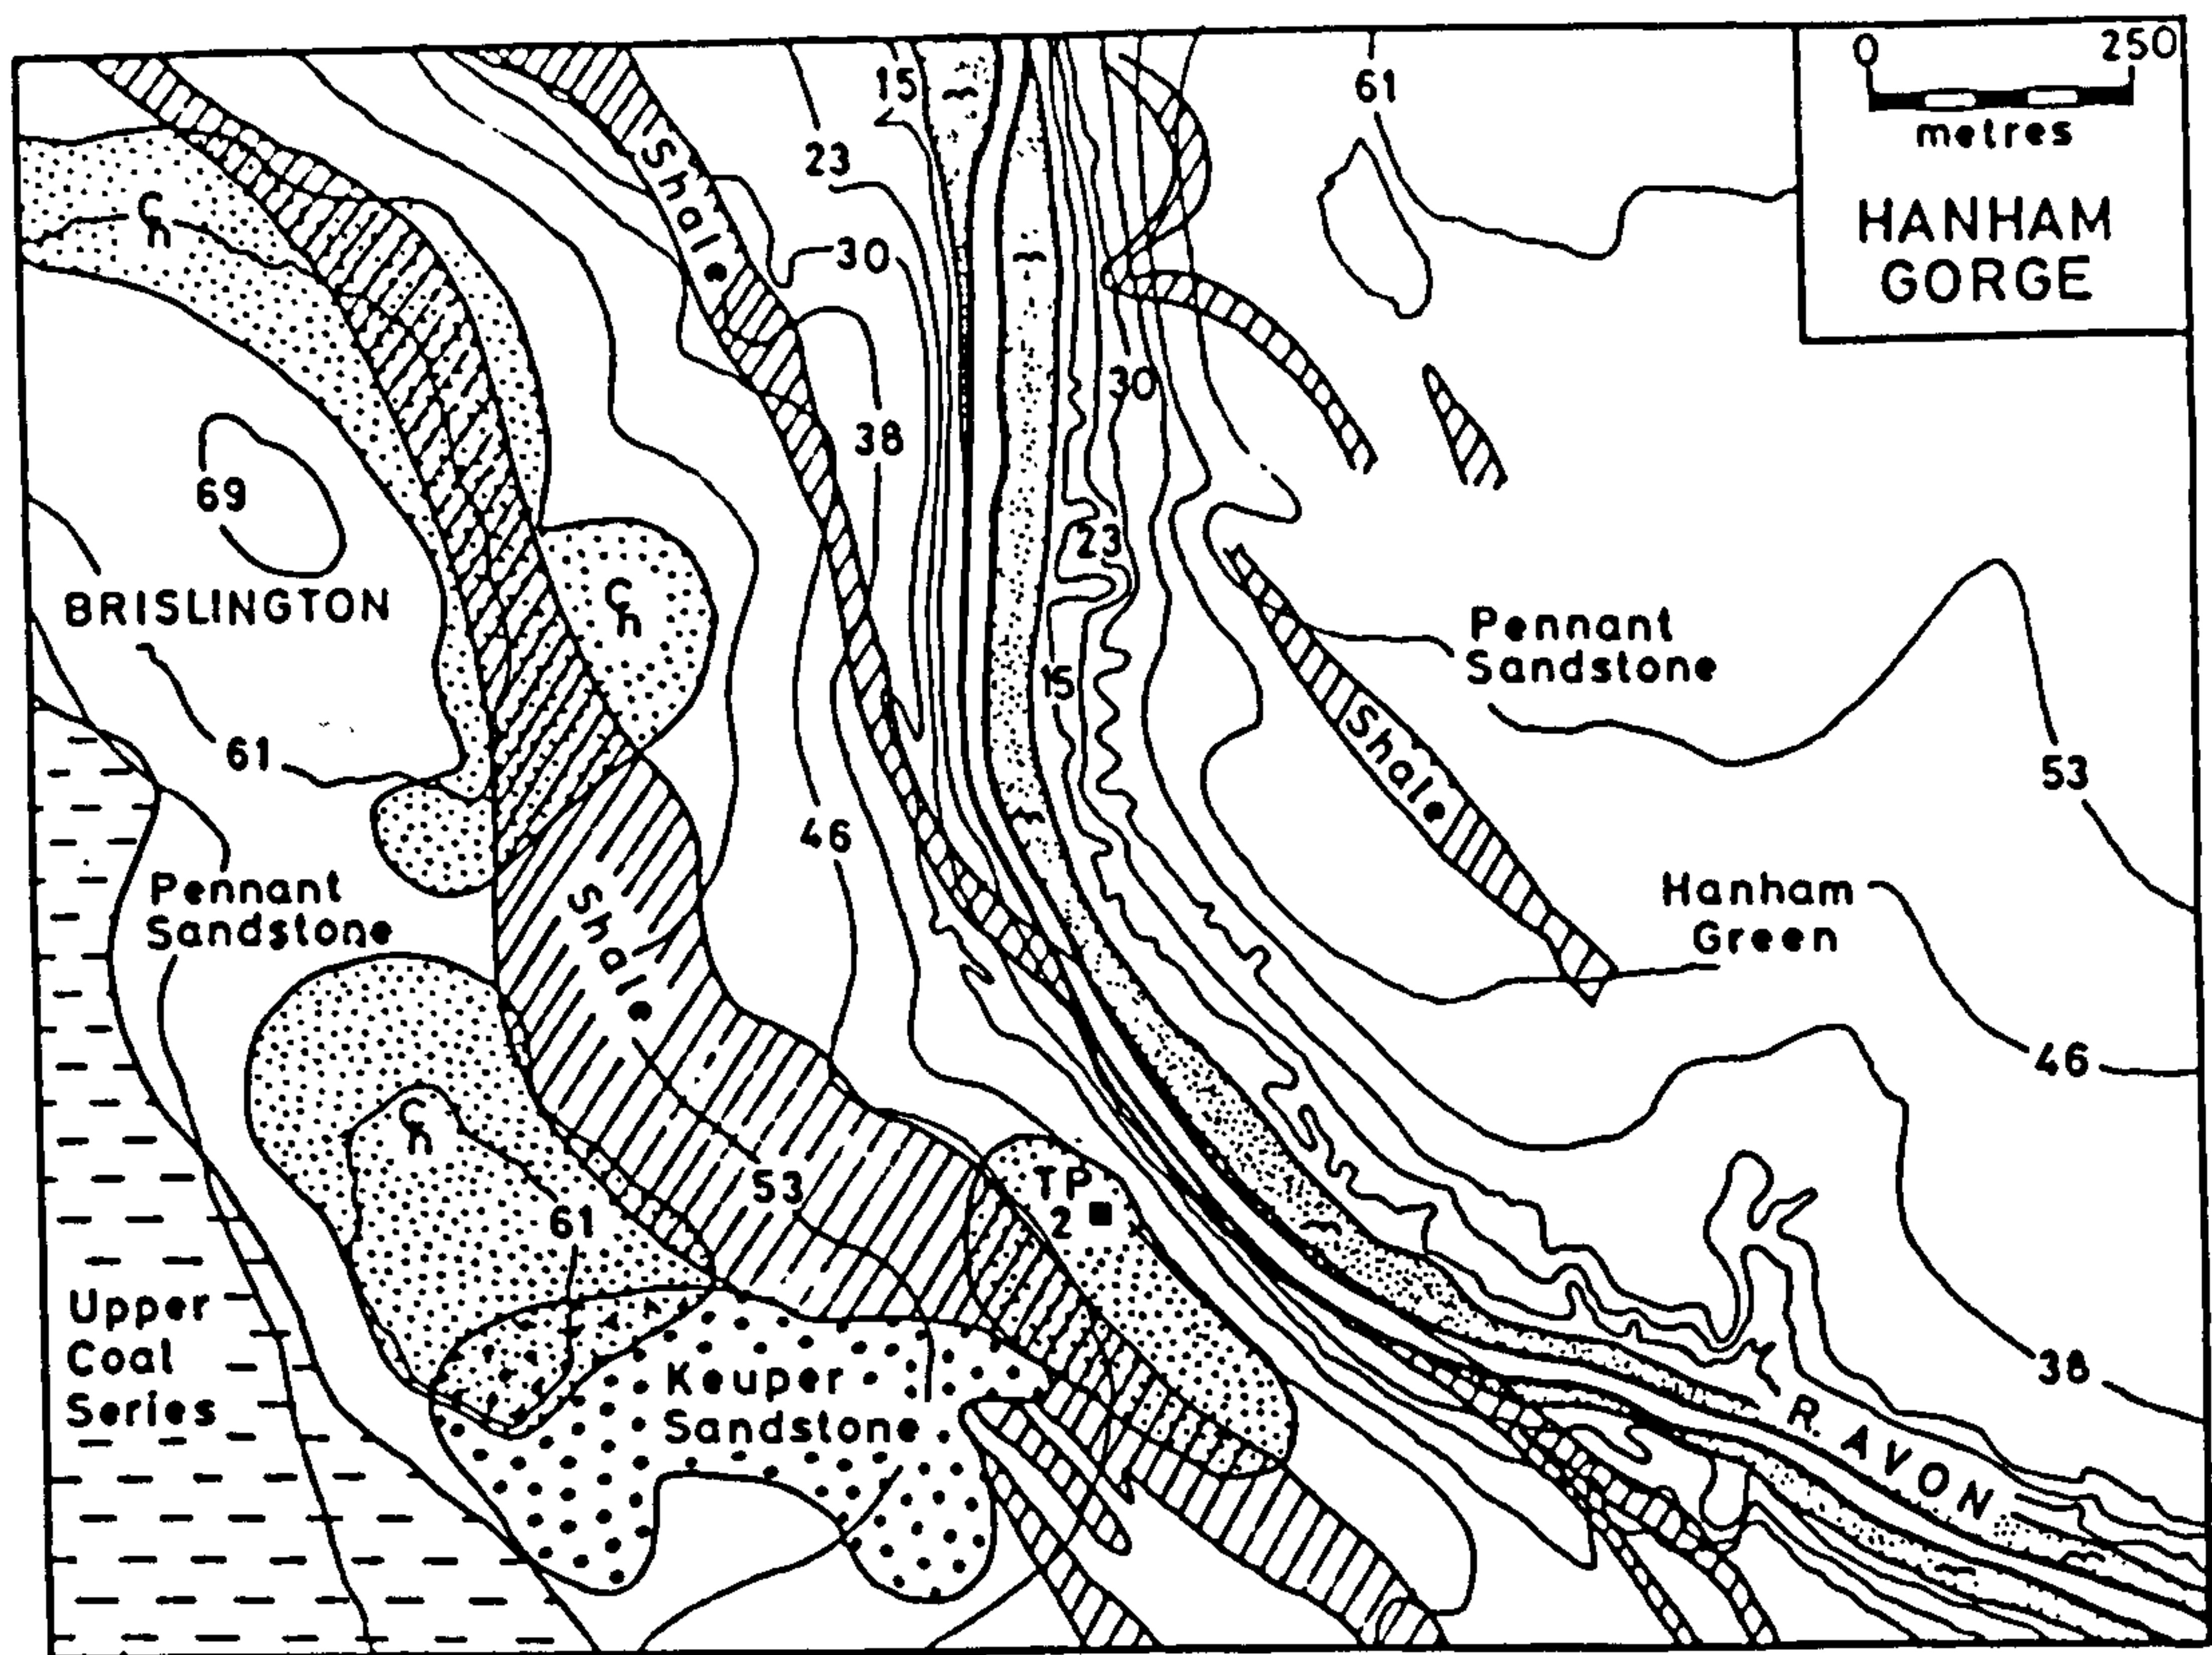 0 250
metres
HANHAM
GORGE
15
61
23
Shale
30
38
30
69
23
BRISLINGTON
Pennant
Sandstone
15
61
Shale
53
46
Pennant
Sandstone
Hanham
Green
Shale
46
TP
2
53
61
Upper
Coal
Series
38
Keuper
Sandstone
R. AVON